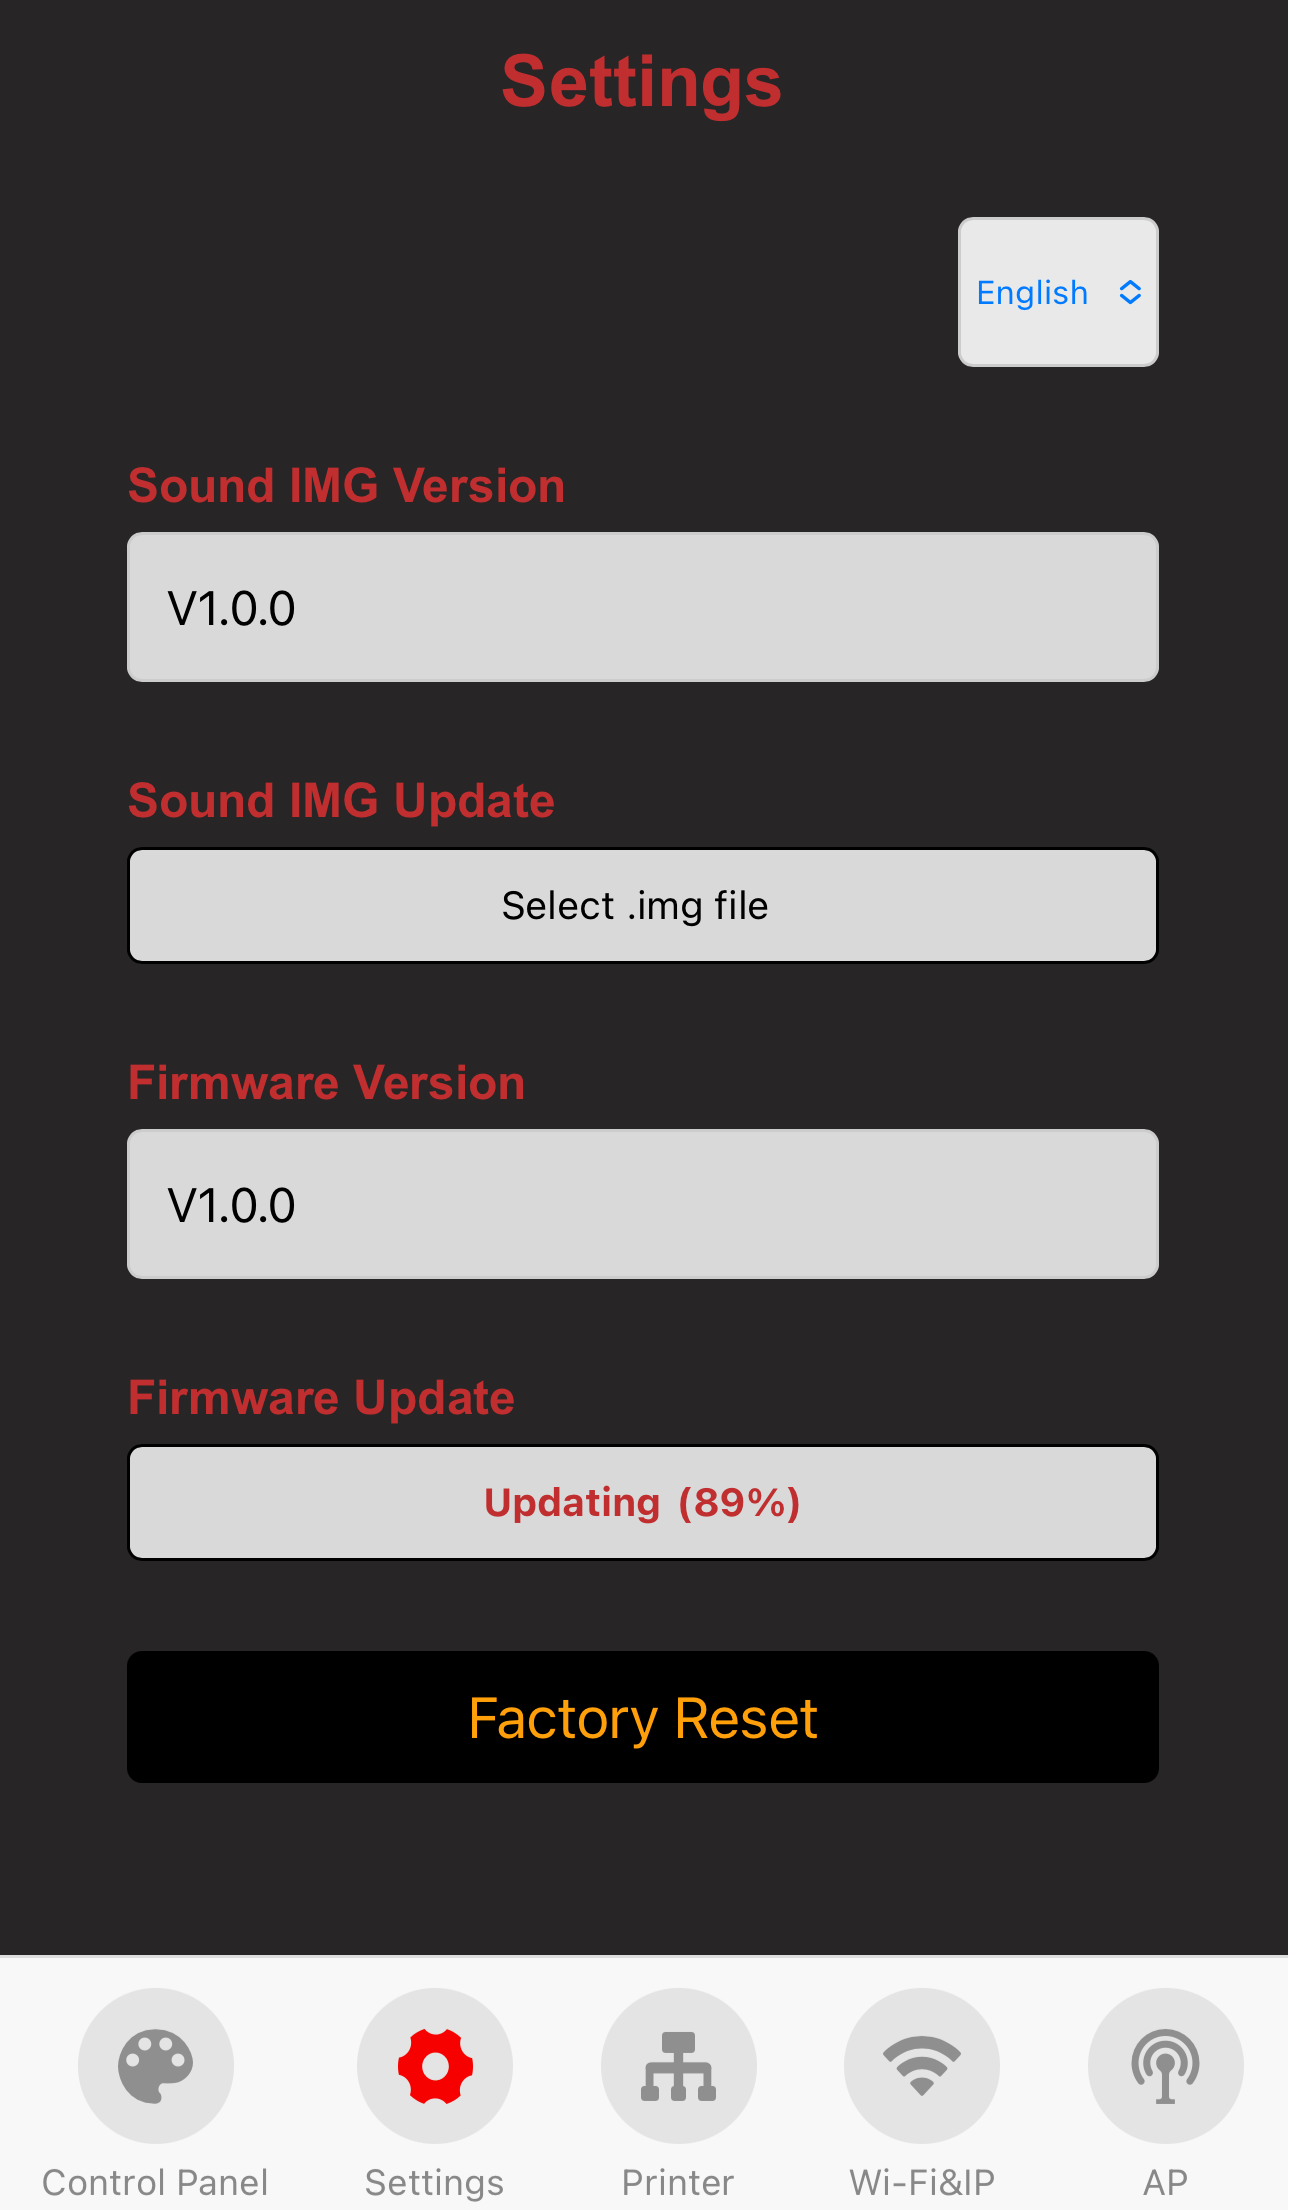 Settings
English
Sound IMG Version
V1.0.0
Sound IMG Update
Select .img file
Firmware Version
V1.0.0
Firmware Update
Updating (89%)
Factory Reset
Control Panel
Settings
Printer
Wi-Fi&IP
AP